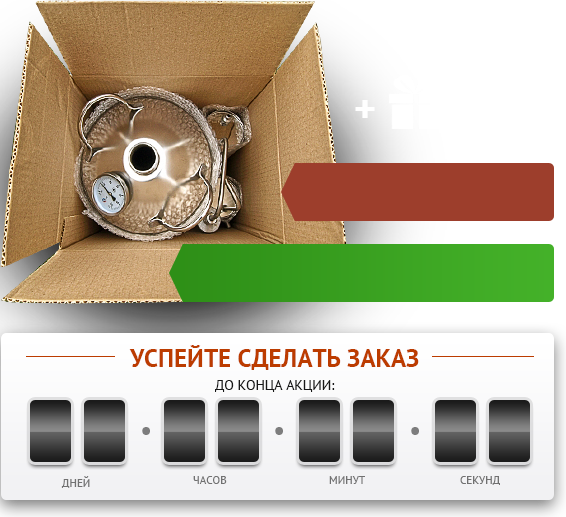 +
УСПЕЙТЕ СДЕЛАТЬ ЗАКАЗ
ДО КОНЦА АКЦИИ:
ДНЕЙ ЧАСОВ МИНУТ СЕКУНД